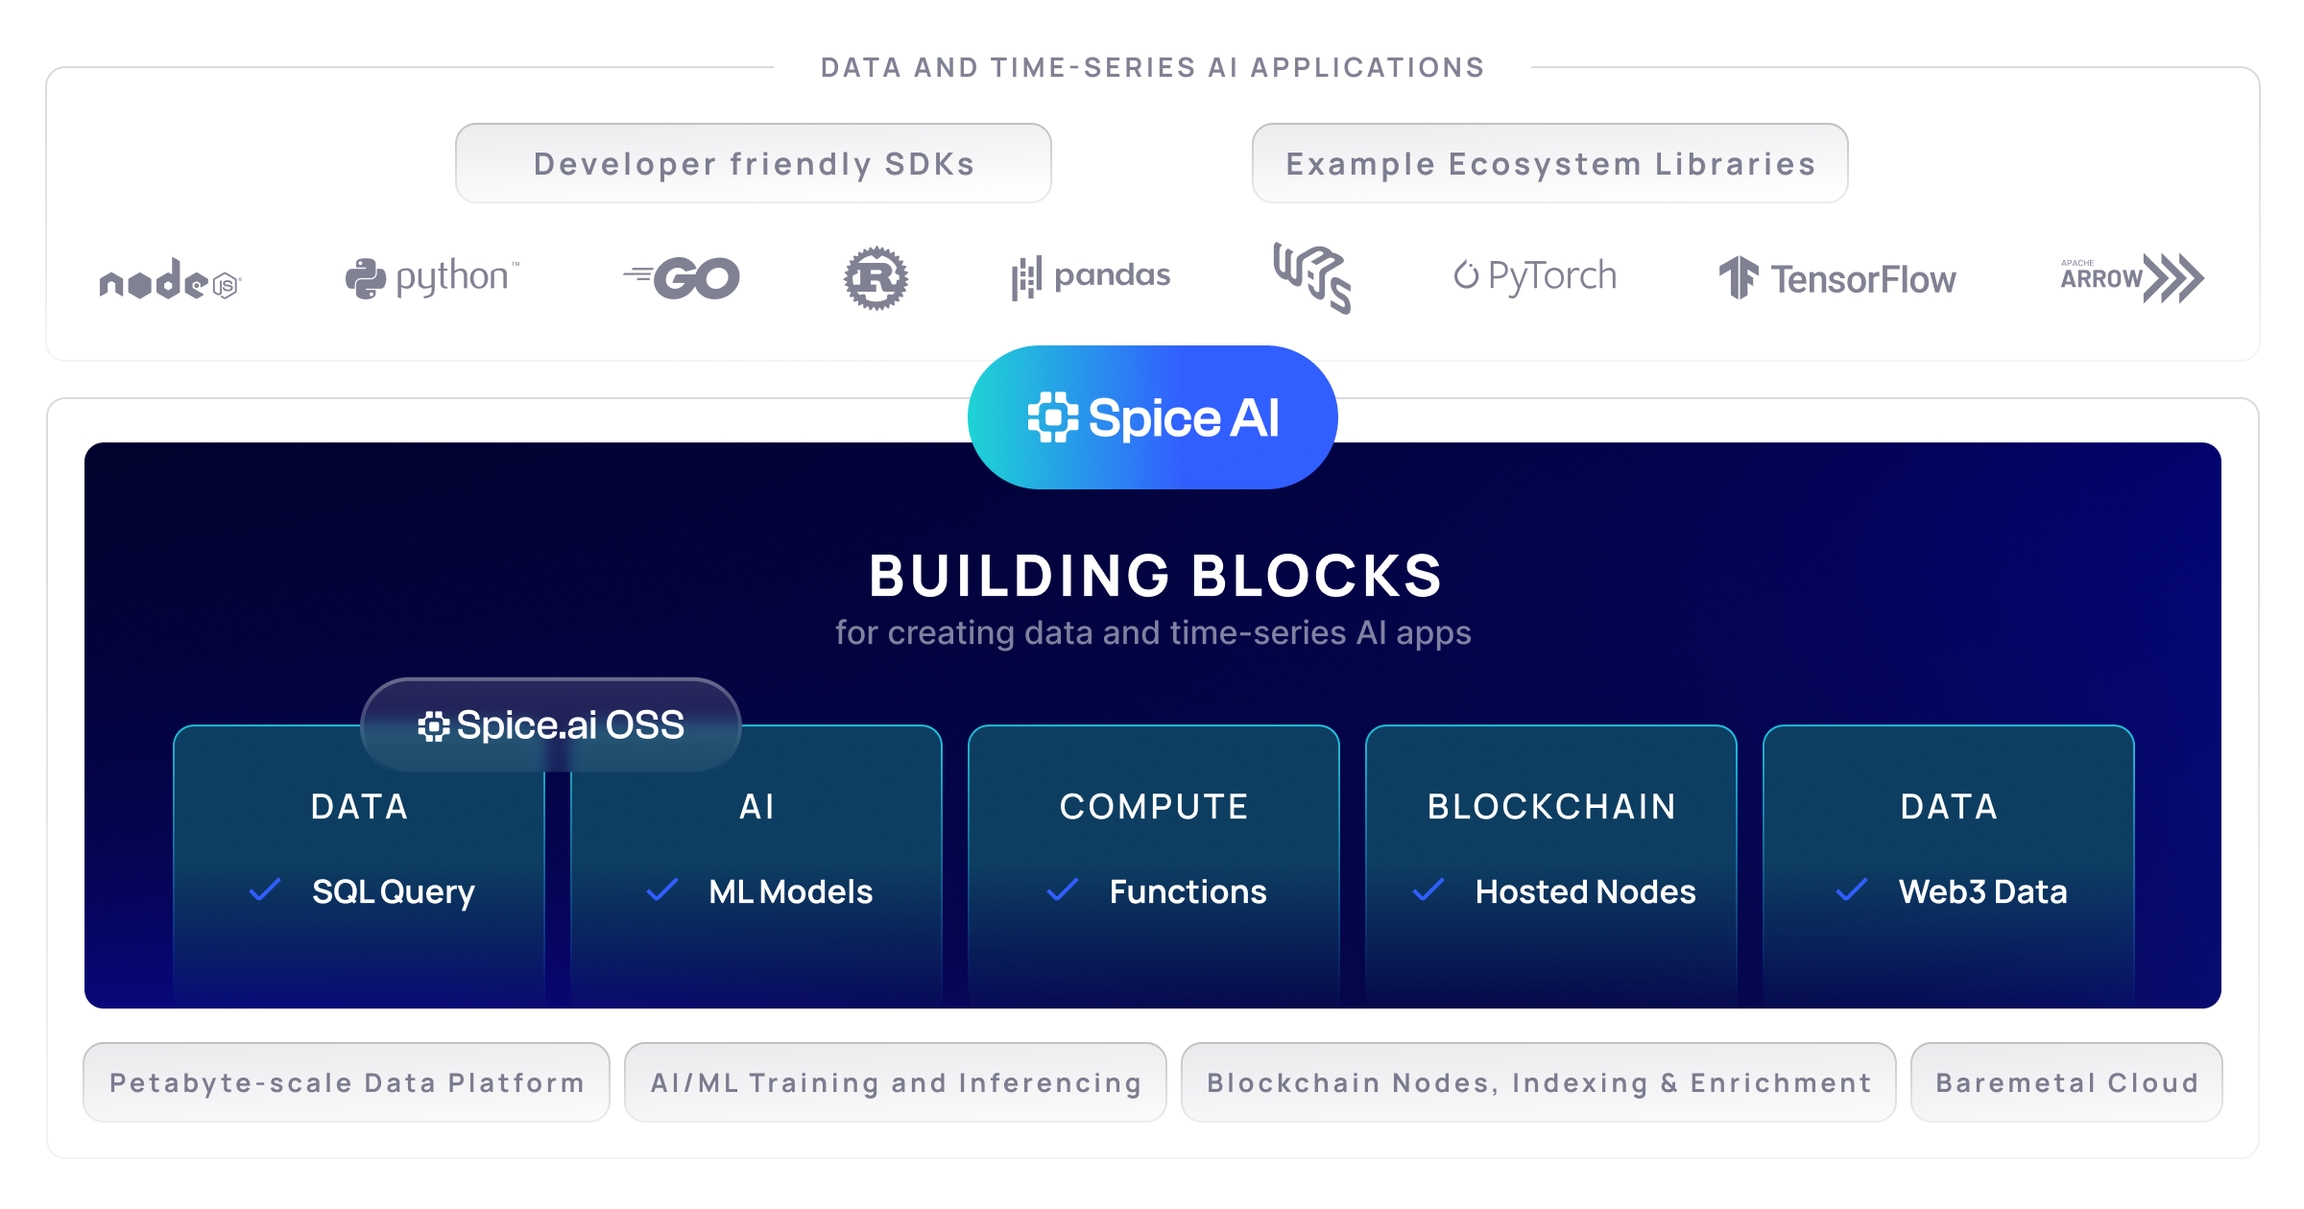 DATA AND TIME-SERIES AI APPLICATIONS
Developer friendly SDKs
Example Ecosystem Libraries
node JS
python™
GO
R
pandas
W3JS
PyTorch
TensorFlow
APACHE
ARROW
Spice AI
BUILDING BLOCKS
for creating data and time-series AI apps
Spice.ai OSS
DATA
AI
COMPUTE
BLOCKCHAIN
DATA
SQL Query
ML Models
Functions
Hosted Nodes
Web3 Data
Petabyte-scale Data Platform
AI/ML Training and Inferencing
Blockchain Nodes, Indexing & Enrichment
Baremetal Cloud